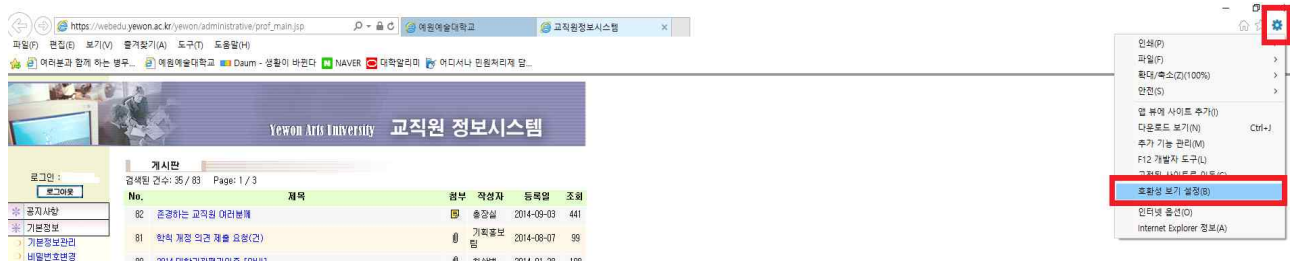 https://webedu.yewon.ac.kr/yewon/administrative/prof_main.jsp
예원예술대학교
교직원정보시스템
파일(F) 편집(E) 보기(V) 즐겨찾기(A) 도구(T) 도움말(H)
여러분과 함께 하는 병무... 예원예술대학교 Daum - 생활이 바뀐다 NAVER 대학알리미 어디서나 민원처리제 담...
인쇄(P)
파일(F)
확대/축소(Z)(100%)
안전(S)
앱 뷰에 사이트 추가(I)
다운로드 보기(N) Ctrl+J
추가 기능 관리(M)
F12 개발자 도구(L)
고정된 사이트로 이동(G)
호환성 보기 설정(B)
인터넷 옵션(O)
Internet Explorer 정보(A)
Yewon Arts University 교직원 정보시스템
로그인 :
로그아웃
공지사항
기본정보
기본정보관리
비밀번호변경
게시판
검색된 건수: 35 / 83 Page: 1 / 3
No. 제목 첨부 작성자 등록일 조회
82 존경하는 교직원 여러분께 총장실 2014-09-03 441
81 학칙 개정 의견 제출 요청(건) 기획홍보팀 2014-08-07 99